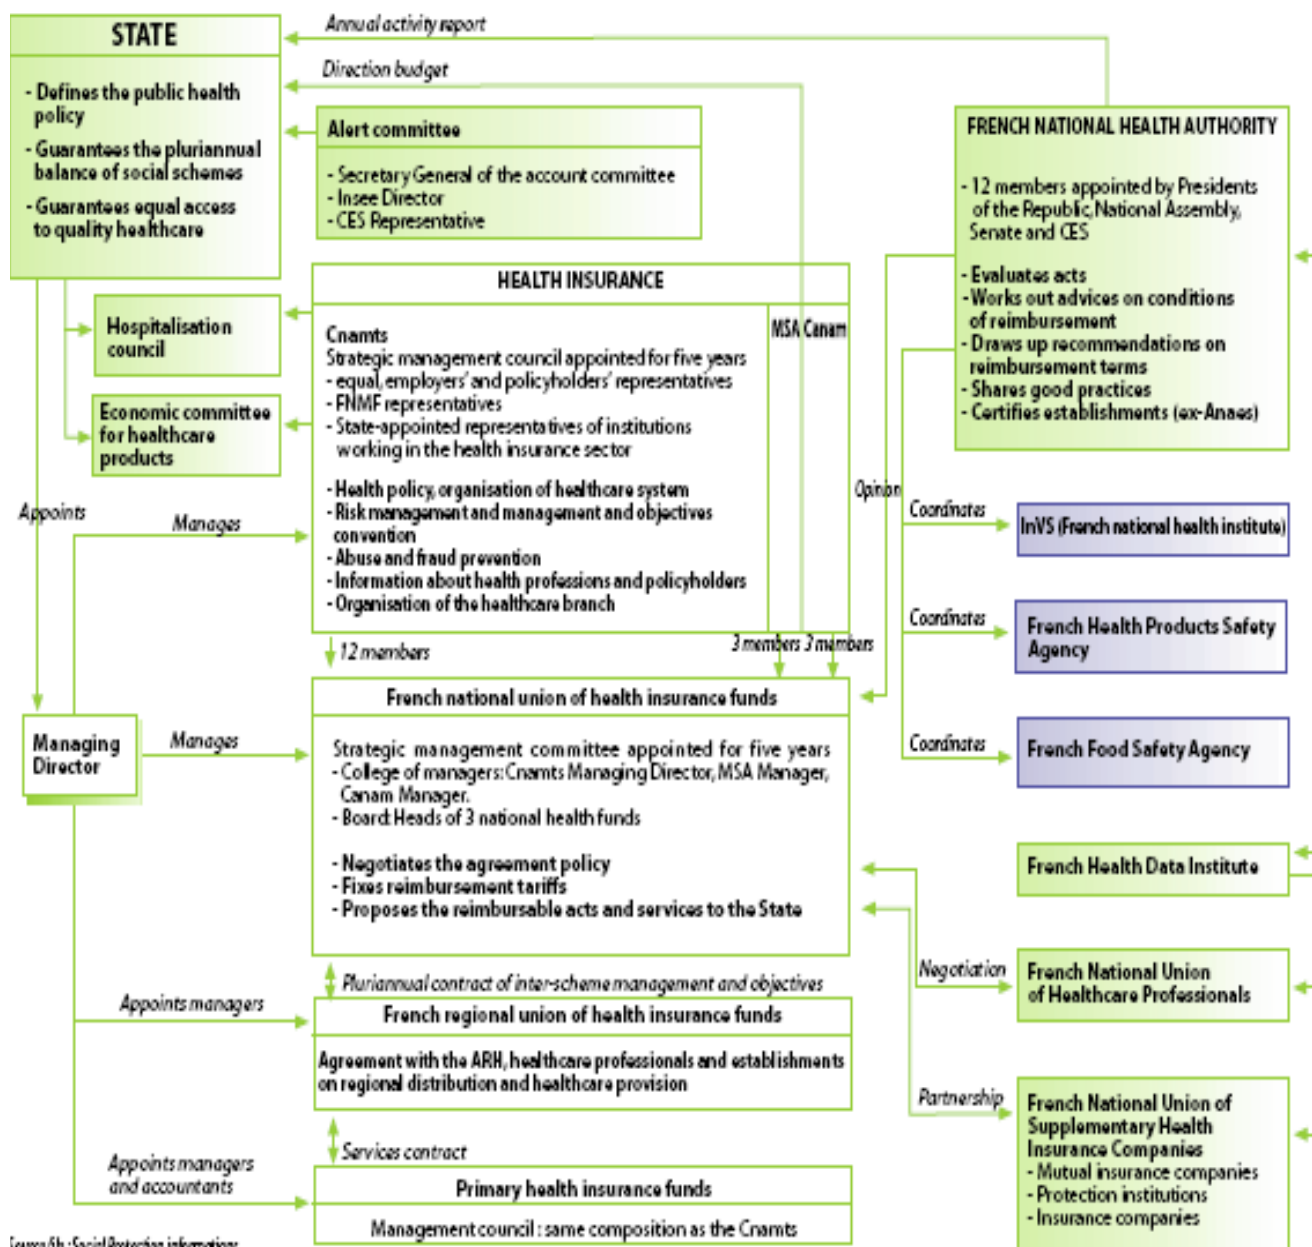 STATE
- Defines the public health
policy
- Guarantees the pluriannual
balance of social schemes
- Guarantees equal access
to quality healthcare
Annual activity report
Direction budget
Alert committee
- Secretary General of the account committee
- Insee Director
- CES Representative
FRENCH NATIONAL HEALTH AUTHORITY
- 12 members appointed by Presidents
of the Republic, National Assembly,
Senate and CES
- Evaluates acts
- Works out advices on conditions
of reimbursement
- Draws up recommendations on
reimbursement terms
- Shares good practices
- Certifies establishments (ex-Anaes)
HEALTH INSURANCE
Cnamts
Strategic management council appointed for five years
- equal, employers' and policyholders' representatives
- FNMF representatives
- State-appointed representatives of institutions
working in the health insurance sector
- Health policy, organisation of healthcare system
- Risk management and management and objectives
convention
- Abuse and fraud prevention
- Information about health professions and policyholders
- Organisation of the healthcare branch
MSA Canam
Hospitalisation
council
Economic committee
for healthcare
products
Appoints
Manages
Opinion
Coordinates
InVS (French national health institute)
Coordinates
French Health Products Safety
Agency
Coordinates
French Food Safety Agency
12 members
3 members 3 members
French national union of health insurance funds
Strategic management committee appointed for five years
- College of managers: Cnamts Managing Director, MSA Manager,
Canam Manager.
- Board: Heads of 3 national health funds
- Negotiates the agreement policy
- Fixes reimbursement tariffs
- Proposes the reimbursable acts and services to the State
Managing
Director
Manages
French Health Data Institute
Negotiation
French National Union
of Healthcare Professionals
Pluriannual contract of inter-scheme management and objectives
Appoints managers
French regional union of health insurance funds
Agreement with the ARH, healthcare professionals and establishments
on regional distribution and healthcare provision
Partnership
French National Union of
Supplementary Health
Insurance Companies
- Mutual insurance companies
- Protection institutions
- Insurance companies
Services contract
Appoints managers
and accountants
Primary health insurance funds
Management council : same composition as the Cnamts
Social Protection informations